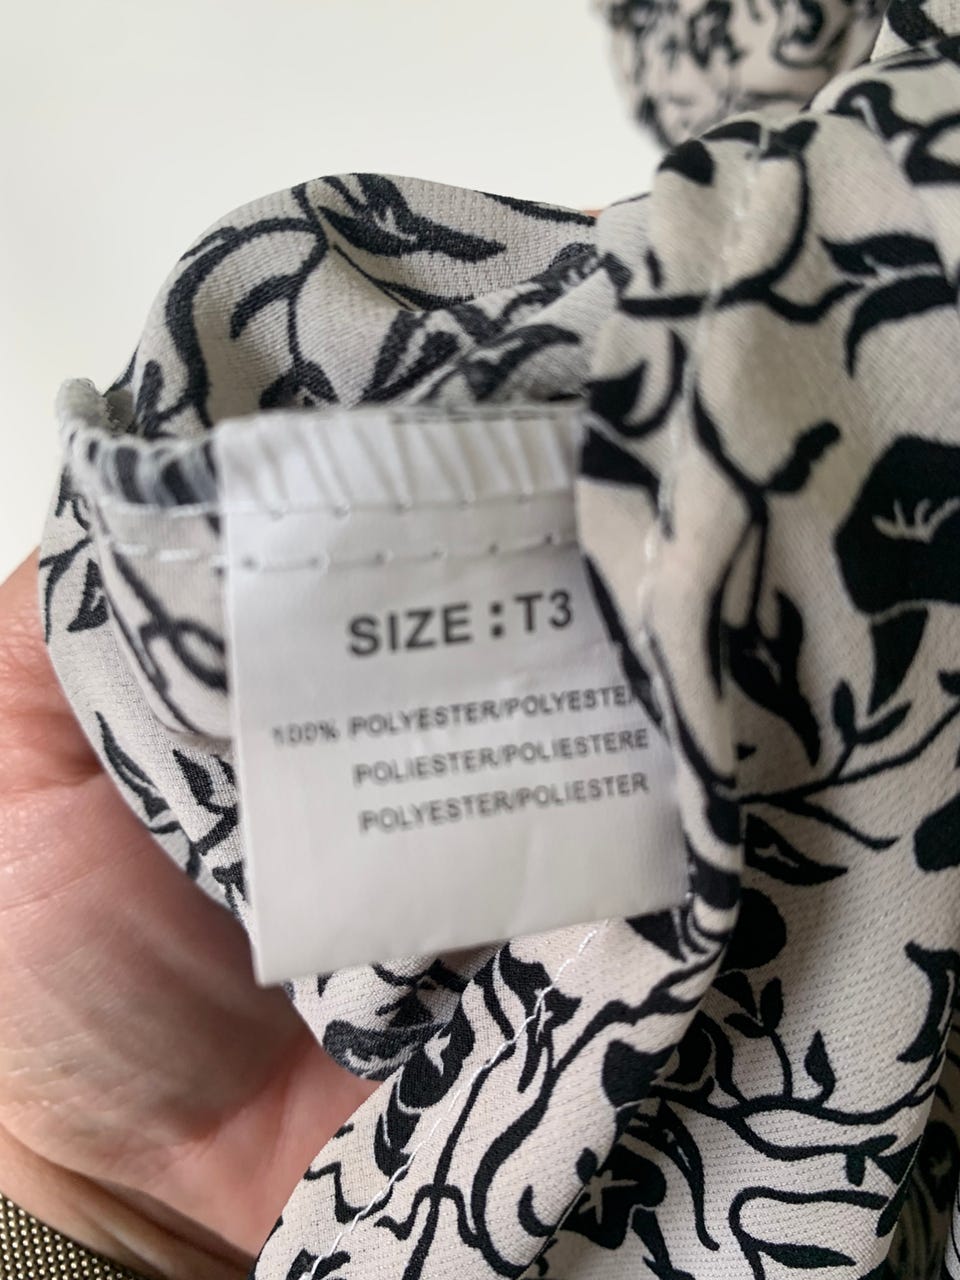 SIZE : T3
100% POLYESTER/POLYESTER
POLIESTER/POLIESTERE
POLYESTER/POLIESTER